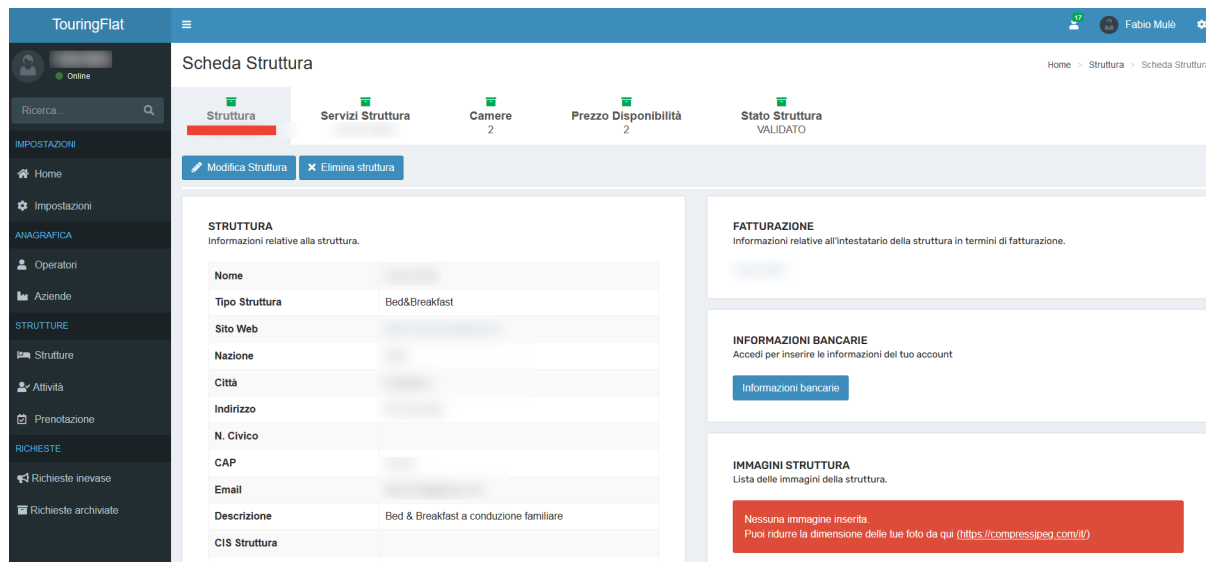 TouringFlat
17
Fabio Mulè
Online
Ricerca...
IMPOSTAZIONI
Home
Impostazioni
ANAGRAFICA
Operatori
Aziende
STRUTTURE
Strutture
Attività
Prenotazione
RICHIESTE
Richieste inevase
Richieste archiviate
Scheda Struttura
Home > Struttura > Scheda Struttura
Struttura
Servizi Struttura
Camere
2
Prezzo Disponibilità
2
Stato Struttura
VALIDATO
Modifica Struttura
Elimina struttura
STRUTTURA
Informazioni relative alla struttura.
Nome
Tipo Struttura Bed&Breakfast
Sito Web
Nazione
Città
Indirizzo
N. Civico
CAP
Email
Descrizione Bed & Breakfast a conduzione familiare
CIS Struttura
FATTURAZIONE
Informazioni relative all'intestatario della struttura in termini di fatturazione.
INFORMAZIONI BANCARIE
Accedi per inserire le informazioni del tuo account
Informazioni bancarie
IMMAGINI STRUTTURA
Lista delle immagini della struttura.
Nessuna immagine inserita.
Puoi ridurre la dimensione delle tue foto da qui (https://compressjpeg.com/it/)